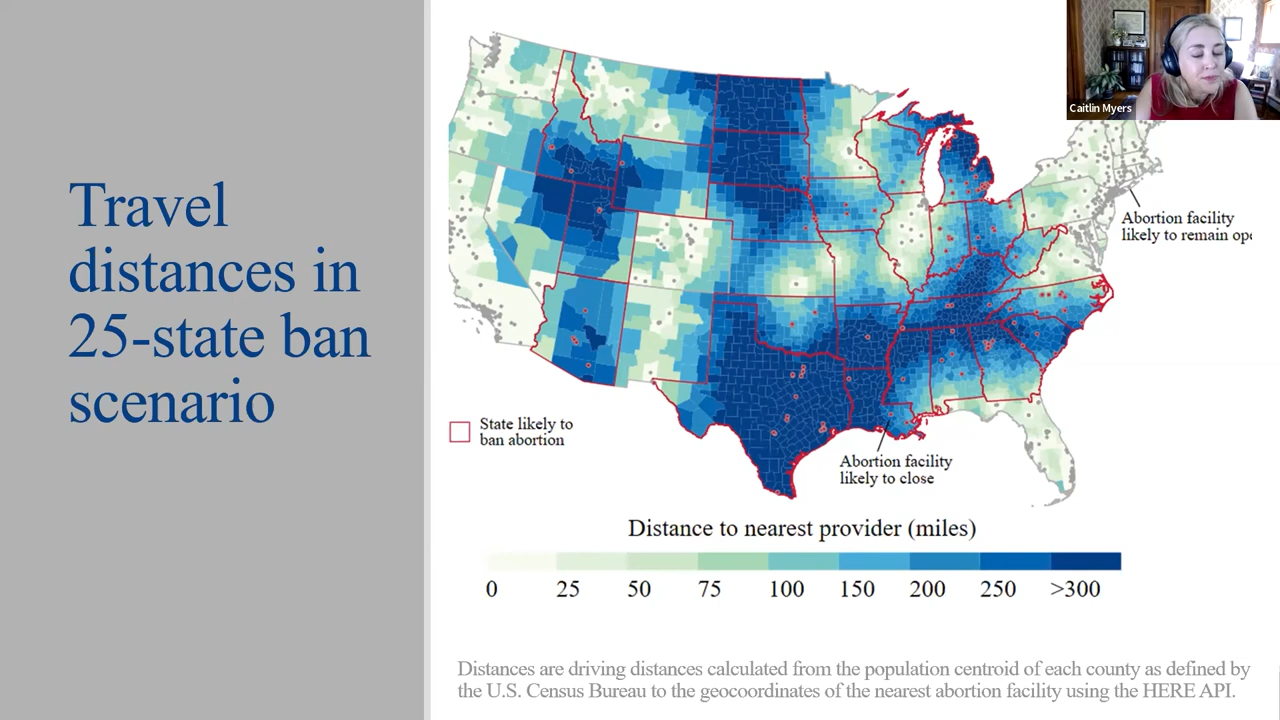 Caitlin Myers
Travel
distances in
25-state ban
scenario
Abortion facility
likely to remain ope
State likely to
ban abortion
Abortion facility
likely to close
Distance to nearest provider (miles)
0 25 50 75 100 150 200 250 >300
Distances are driving distances calculated from the population centroid of each county as defined by
the U.S. Census Bureau to the geocoordinates of the nearest abortion facility using the HERE API.